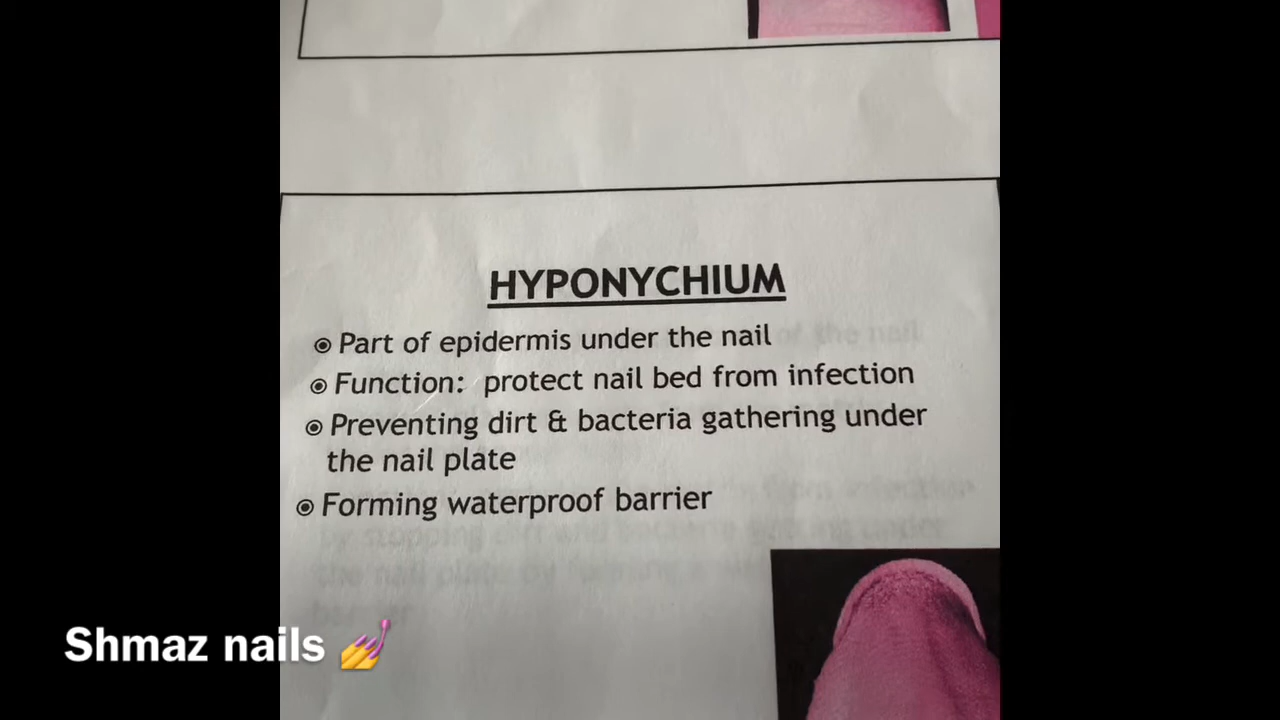 HYPONYCHIUM
Part of epidermis under the nail
Function: protect nail bed from infection
Preventing dirt & bacteria gathering under
the nail plate
Forming waterproof barrier
Shmaz nails 💅